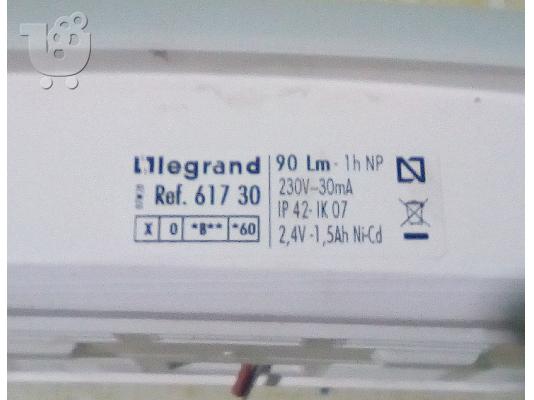 legrand
Ref. 617 30
X 0 *B** *60
90 Lm - 1h NP
230V~30mA
IP 42- IK 07
2,4V -1,5Ah Ni-Cd